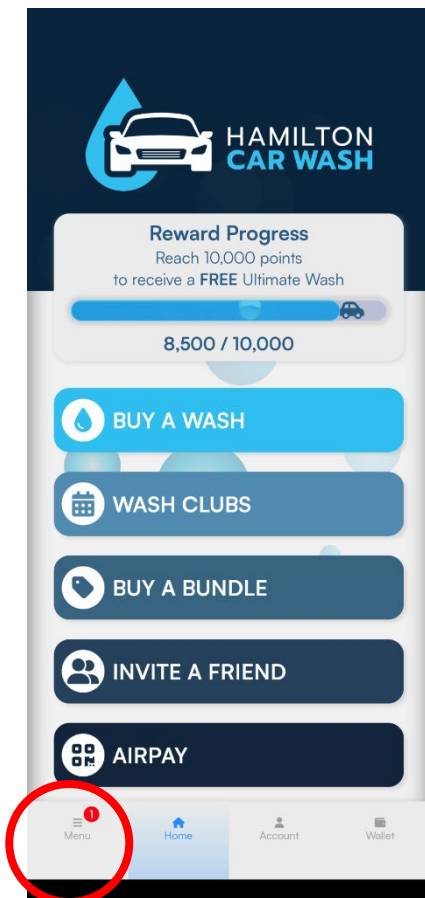 HAMILTON
CAR WASH
Reward Progress
Reach 10,000 points
to receive a FREE Ultimate Wash
8,500 / 10,000
BUY A WASH
WASH CLUBS
BUY A BUNDLE
INVITE A FRIEND
AIRPAY
1
Menu Home Account Wallet